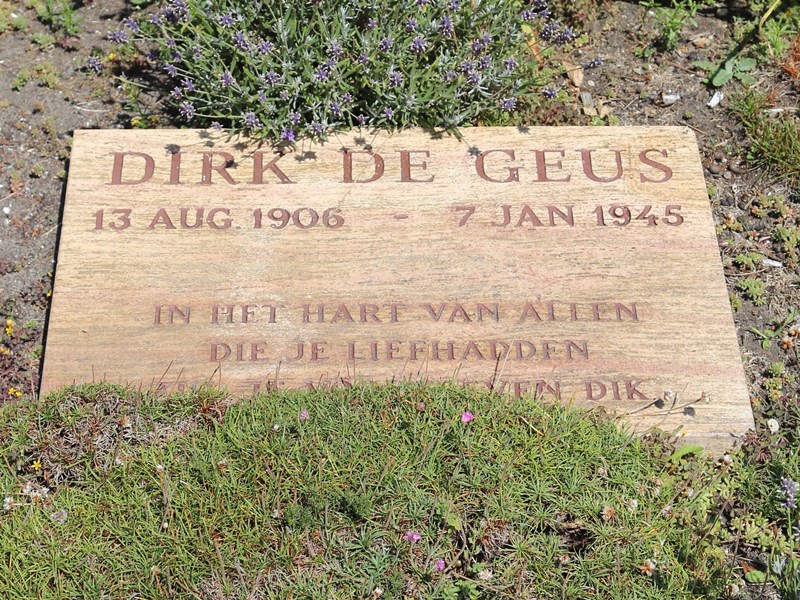 DIRK DE GEUS
13 AUG. 1906 - 7 JAN 1945
IN HET HART VAN ALLEN
DIE JE LIEFHADDEN
DIK